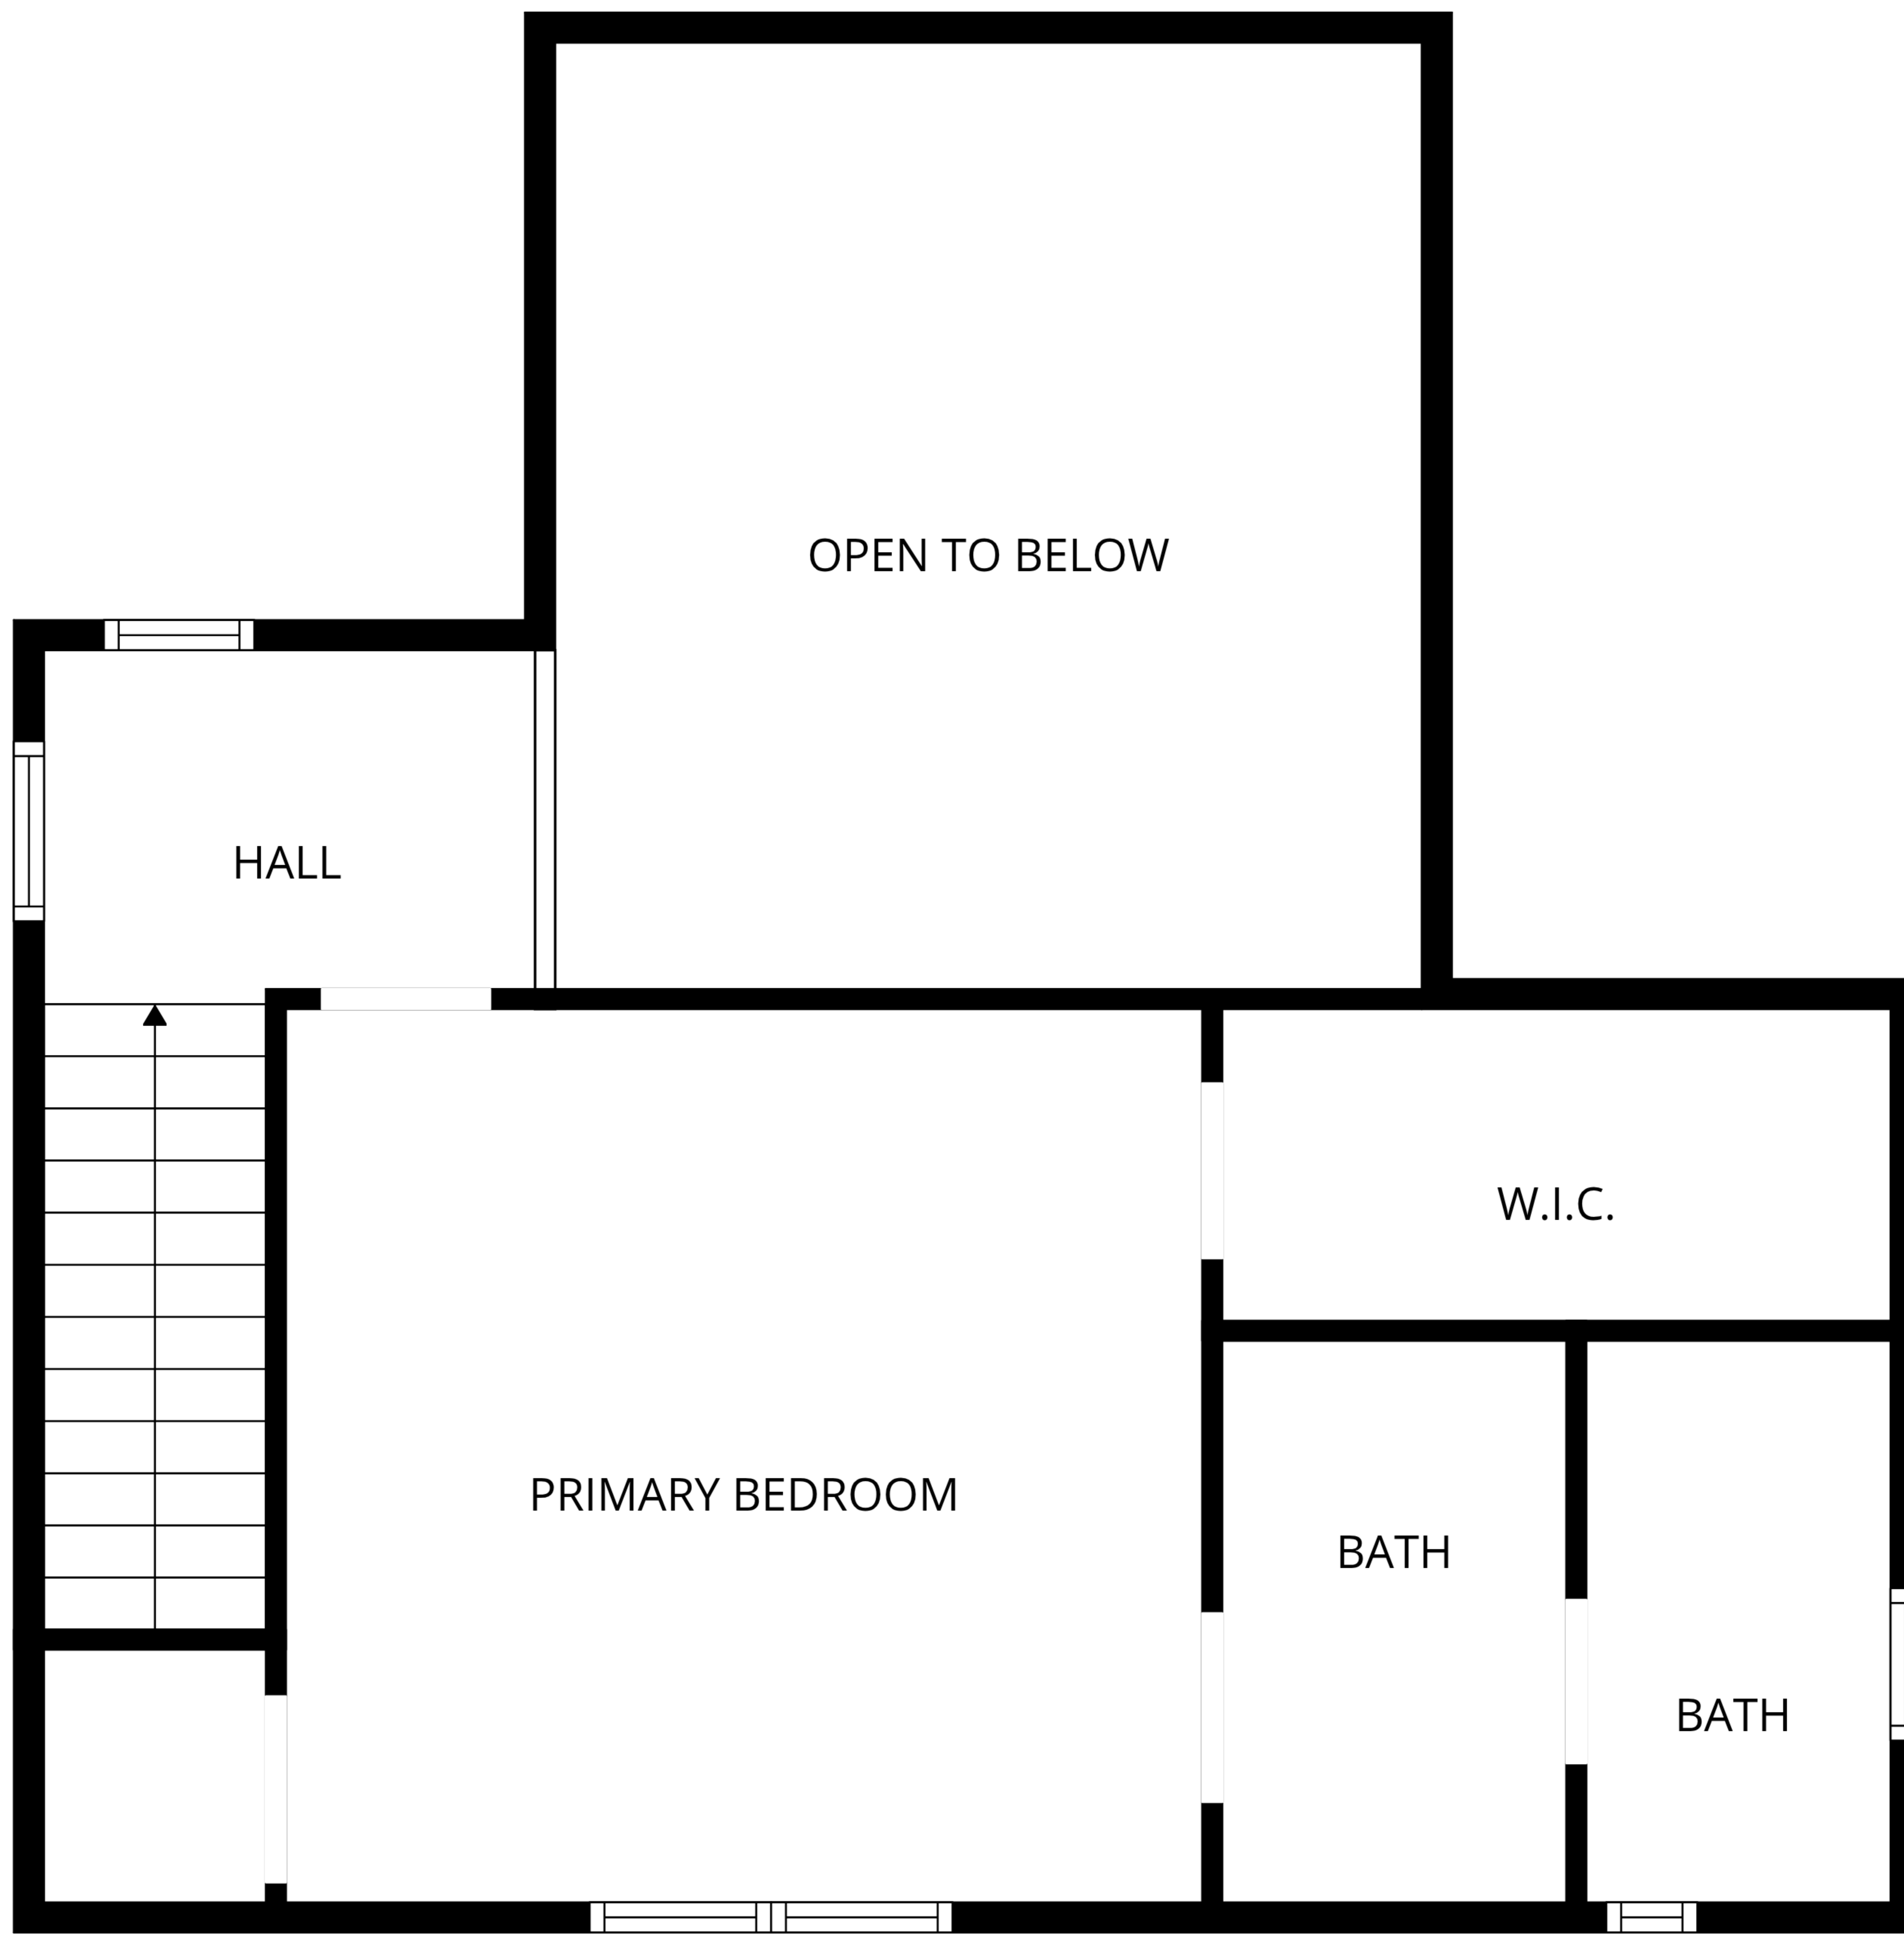 OPEN TO BELOW
HALL
W.I.C.
PRIMARY BEDROOM
BATH
BATH